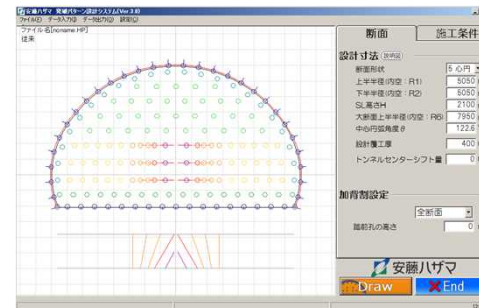 安藤ハザマ 発破パターン設計システム(Ver.3.0)
ファイル(E) データ入力(I) データ出力(O) 設定(C)
ファイル名[noname.HP]
従来
断面
施工条件
設計寸法 説明図
断面形状 5心円
上半半径(内空:R1) 5050
下半半径(内空:R2) 5050
SL高さH 2100
大断面上半半径(内空:R6) 7950
中心円弧角度θ 122.6
設計覆工厚 400
トンネルセンターシフト量 0
加背割設定
全断面
踏前孔の高さ 0
安藤ハザマ
Draw
End